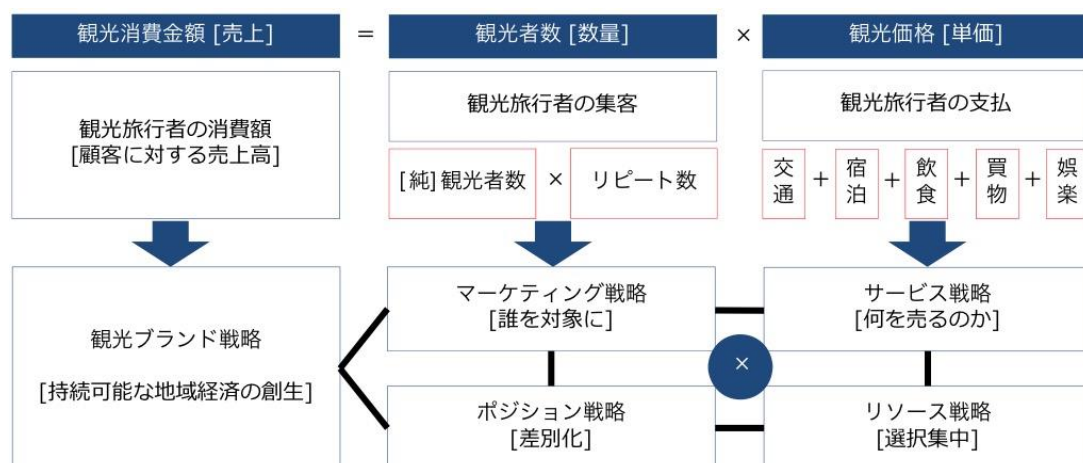 観光消費金額 [売上] = 観光者数 [数量] × 観光価格 [単価]
観光旅行者の消費額
[顧客に対する売上高]
観光旅行者の集客
[純] 観光者数 × リピート数
観光旅行者の支払
交通 + 宿泊 + 飲食 + 買物 + 娯楽
観光ブランド戦略
[持続可能な地域経済の創生]
マーケティング戦略
[誰を対象に]
サービス戦略
[何を売るのか]
×
ポジション戦略
[差別化]
リソース戦略
[選択集中]